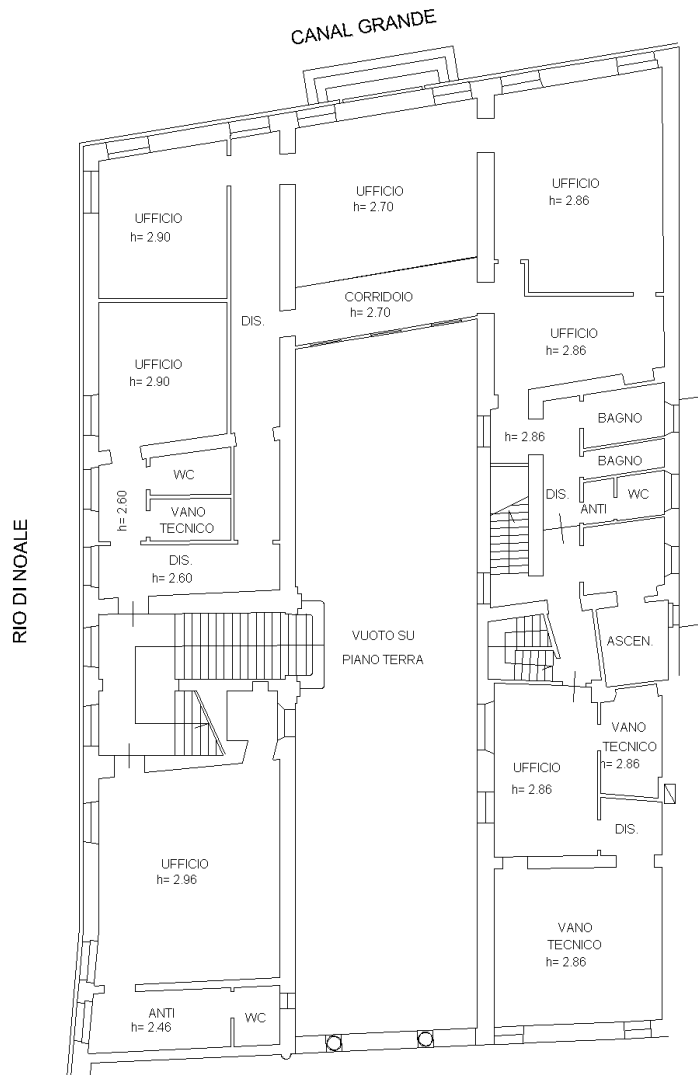 CANAL GRANDE
UFFICIO
h= 2.90
UFFICIO
h= 2.70
UFFICIO
h= 2.86
CORRIDOIO
h= 2.70
DIS.
UFFICIO
h= 2.86
UFFICIO
h= 2.90
h= 2.86
BAGNO
BAGNO
WC
h= 2.60
VANO
TECNICO
DIS.
ANTI
WC
RIO DI NOALE
DIS.
h= 2.60
VUOTO SU
PIANO TERRA
ASCEN.
VANO
TECNICO
h= 2.86
UFFICIO
h= 2.86
DIS.
UFFICIO
h= 2.96
VANO
TECNICO
h= 2.86
ANTI
h= 2.46
WC